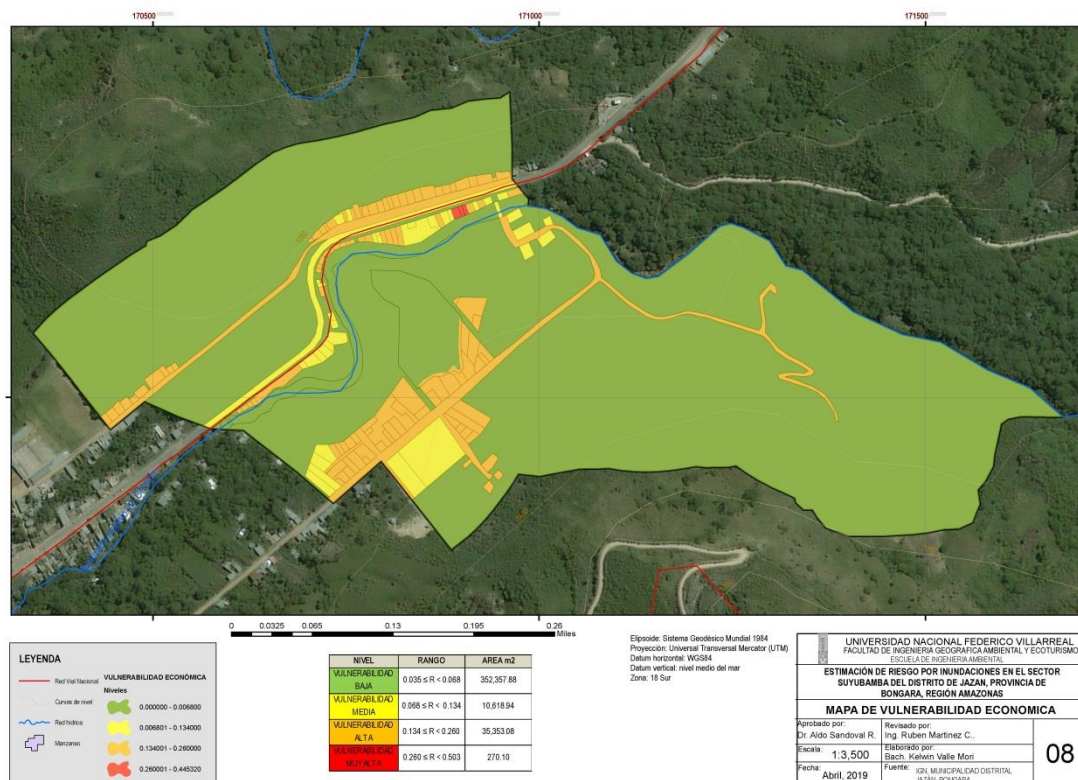 170500
171000
171500
0 0.0325 0.065 0.13 0.195 0.26
Miles
LEYENDA
Red Vial Nacional
Curvas de nivel
Red hídrica
Manzaneo
VULNERABILIDAD ECONÓMICA
Niveles
0.000000 - 0.006800
0.006801 - 0.134000
0.134001 - 0.260000
0.260001 - 0.445320
NIVEL RANGO AREA m2
VULNERABILIDAD BAJA 0.035 ≤ R < 0.068 352,357.88
VULNERABILIDAD MEDIA 0.068 ≤ R < 0.134 10,618.94
VULNERABILIDAD ALTA 0.134 ≤ R < 0.260 35,353.08
VULNERABILIDAD MUY ALTA 0.260 ≤ R < 0.503 270.10
Elipsoide: Sistema Geodésico Mundial 1984
Proyección: Universal Transversal Mercator (UTM)
Datum horizontal: WGS84
Datum vertical: nivel medio del mar
Zona: 18 Sur
UNIVERSIDAD NACIONAL FEDERICO VILLARREAL
FACULTAD DE INGENIERIA GEOGRAFICA AMBIENTAL Y ECOTURISMO
ESCUELA DE INGENIERIA AMBIENTAL
ESTIMACIÓN DE RIESGO POR INUNDACIONES EN EL SECTOR
SUYUBAMBA DEL DISTRITO DE JAZAN, PROVINCIA DE
BONGARA, REGIÓN AMAZONAS
MAPA DE VULNERABILIDAD ECONOMICA
Aprobado por:
Dr. Aldo Sandoval R.
Revisado por:
Ing. Ruben Martinez C..
Escala: 1:3,500
Elaborado por:
Bach. Kelwin Valle Mori
Fecha: Abril, 2019
Fuente: IGN, MUNICIPALIDAD DISTRITAL
JAZÁN, BONGARA
08